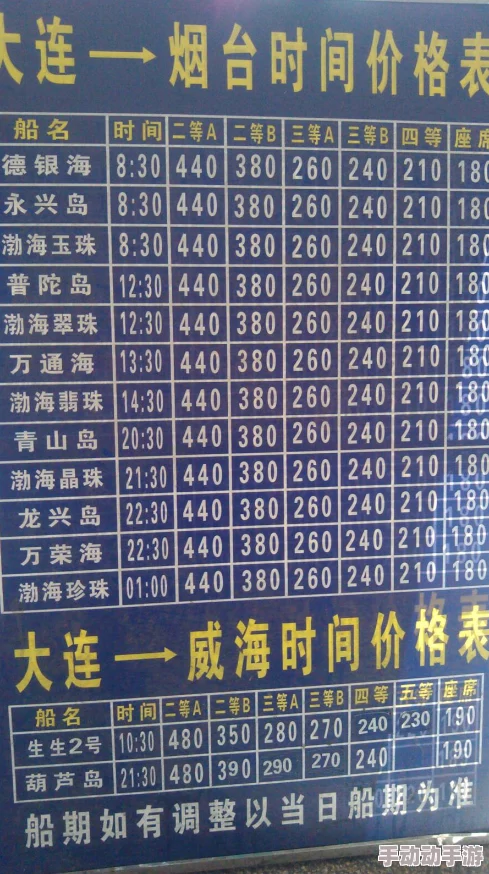 大连→烟台时间价格表
船名 时间 二等A 二等B 三等A 三等B 四等 座席
德银海 8:30 440 380 260 240 210 180
永兴岛 8:30 440 380 260 240 210 180
渤海玉珠 8:30 440 380 260 240 210 180
普陀岛 12:30 440 380 260 240 210 180
渤海翠珠 12:30 440 380 260 240 210 180
万通海 13:30 440 380 260 240 210 180
渤海翡珠 14:30 440 380 260 240 210 180
青山岛 20:30 440 380 260 240 210 180
渤海晶珠 21:30 440 380 260 240 210 180
龙兴岛 22:30 440 380 260 240 210 180
万荣海 22:30 440 380 260 240 210 180
渤海珍珠 01:00 440 380 260 240 210 180
大连→威海时间价格表
船名 时间 二等A 二等B 三等A 三等B 四等 五等 座席
生生2号 10:30 480 350 280 270 240 230 190
葫芦岛 21:30 480 390 290 270 240 190
船期如有调整以当日船期为准
手动动手游